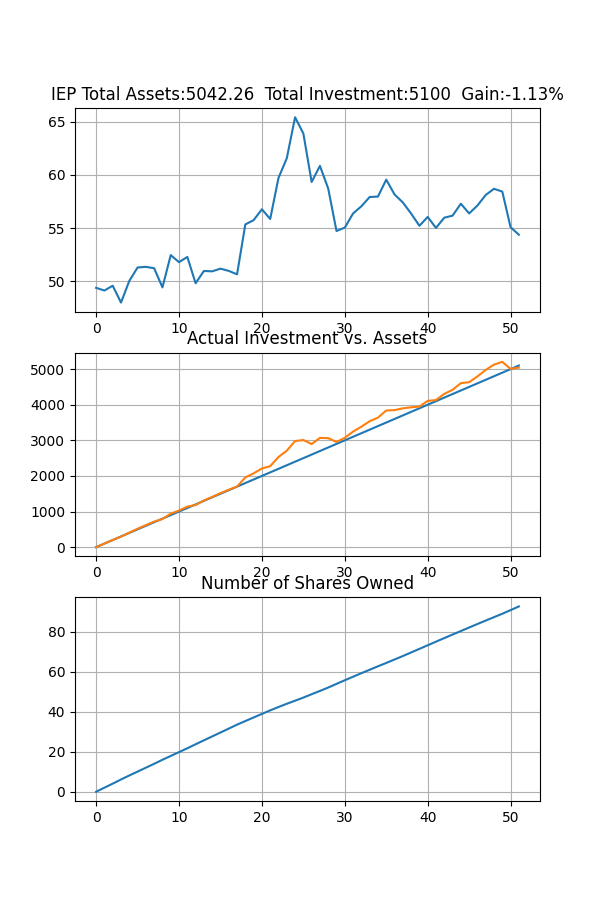 IEP Total Assets:5042.26  Total Investment:5100  Gain:-1.13%
65
60
55
50
0 10 20 30 40 50
Actual Investment vs. Assets
5000
4000
3000
2000
1000
0
0 10 20 30 40 50
Number of Shares Owned
80
60
40
20
0
0 10 20 30 40 50